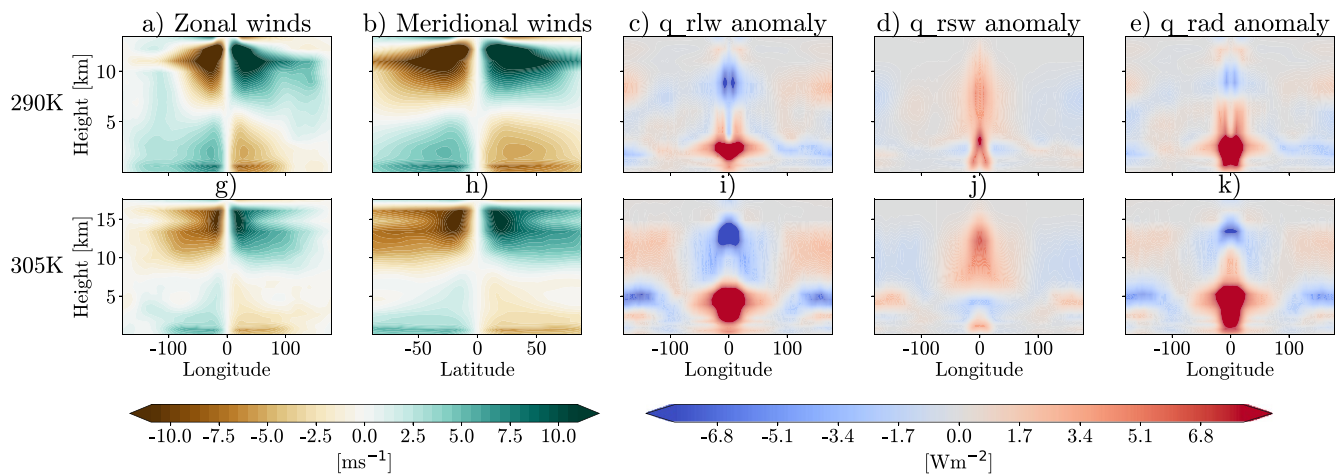 a) Zonal winds b) Meridional winds c) q_rlw anomaly d) q_rsw anomaly e) q_rad anomaly
290K
Height [km]
10
5
g) h) i) j) k)
305K
Height [km]
15
10
5
-100 0 100 -50 0 50 -100 0 100 -100 0 100 -100 0 100
Longitude Latitude Longitude Longitude Longitude
-10.0 -7.5 -5.0 -2.5 0.0 2.5 5.0 7.5 10.0 -6.8 -5.1 -3.4 -1.7 0.0 1.7 3.4 5.1 6.8
[ms⁻¹] [Wm⁻²]